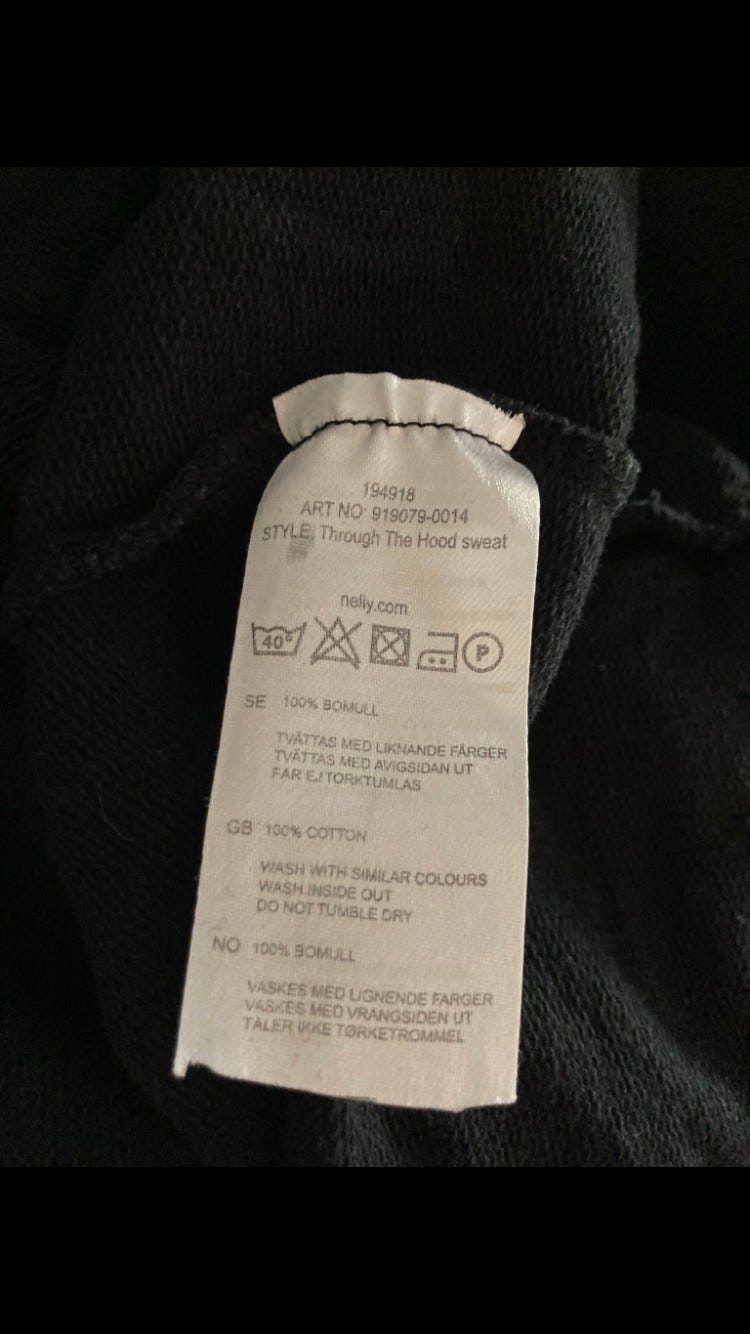 194918
ART NO 919079-0014
STYLE Through The Hood sweat
nelly.com
40° P
SE 100% BOMULL
TVÄTTAS MED LIKNANDE FÄRGER
TVÄTTAS MED AVIGSIDAN UT
FÅR EJ TORKTUMLAS
GB 100% COTTON
WASH WITH SIMILAR COLOURS
WASH INSIDE OUT
DO NOT TUMBLE DRY
NO 100% BOMULL
VASKES MED LIGNENDE FARGER
VASKES MED VRANGSIDEN UT
TÅLER IKKE TØRKETROMMEL